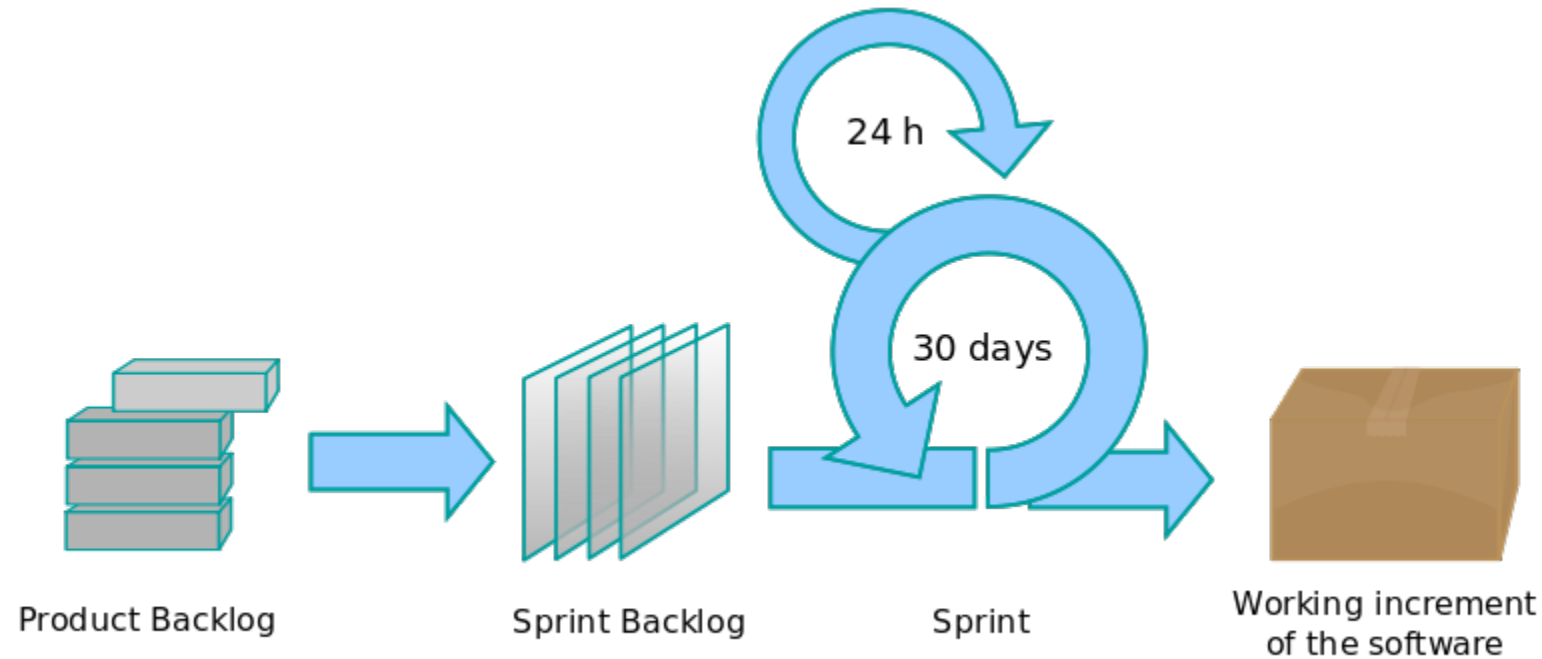 24 h
30 days
Product Backlog
Sprint Backlog
Sprint
Working increment
of the software